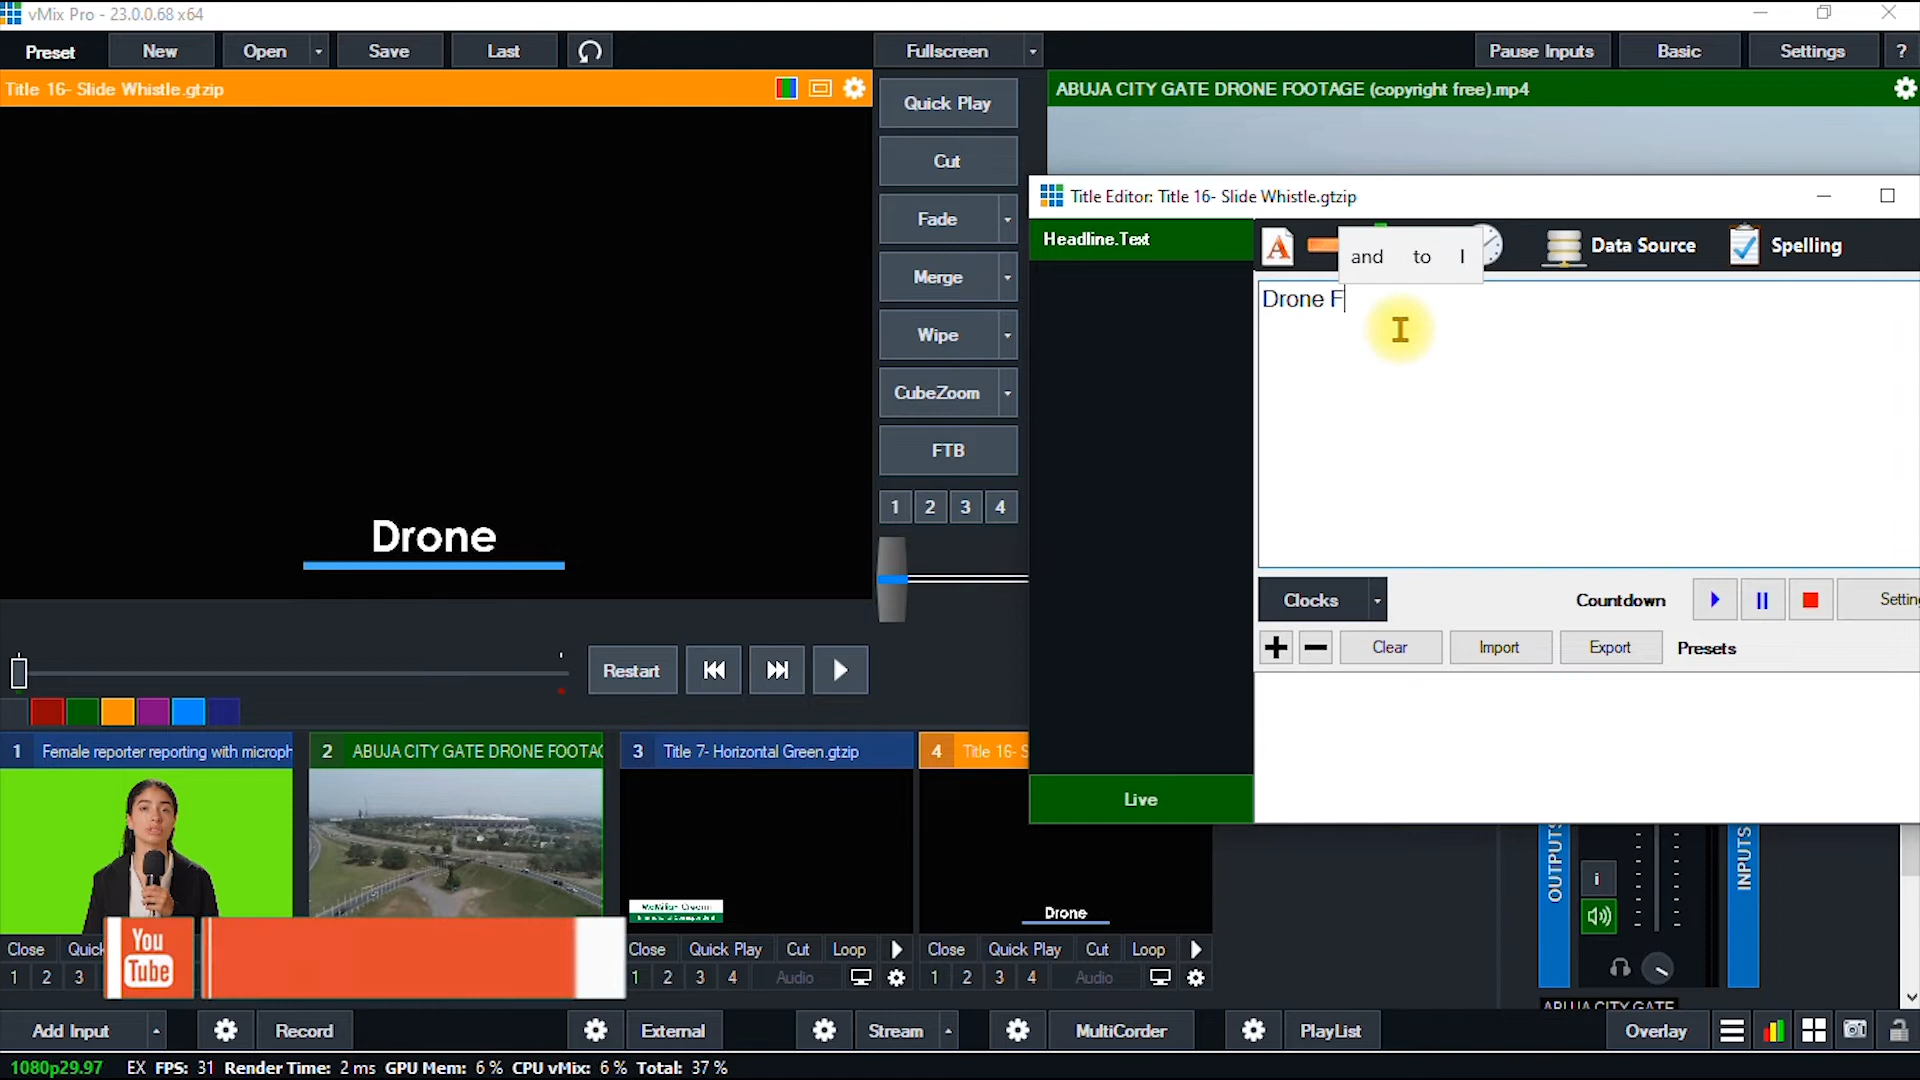 vMix Pro - 23.0.0.68 x64
Preset
New
Open
Save
Last
Fullscreen
Pause Inputs
Basic
Settings
?
Title 16- Slide Whistle.gtzip
Quick Play
Cut
Fade
Merge
Wipe
CubeZoom
FTB
1 2 3 4
ABUJA CITY GATE DRONE FOOTAGE (copyright free).mp4
Title Editor: Title 16- Slide Whistle.gtzip
Headline.Text
and to I
Data Source
Spelling
Drone F
Drone
Clocks
Countdown
Settin
Clear
Import
Export
Presets
Live
Restart
1 Female reporter reporting with microph
2 ABUJA CITY GATE DRONE FOOTAG
3 Title 7- Horizontal Green.gtzip
4 Title 16- S
Drone
You
Tube
Close Quick
1 2 3
Close Quick Play Cut Loop
1 2 3 4 Audio
Close Quick Play Cut Loop
1 2 3 4 Audio
OUTPUTS
INPUTS
i
ABUJA CITY GATE
Add Input
Record
External
Stream
MultiCorder
PlayList
Overlay
1080p29.97 EX FPS: 31 Render Time: 2 ms GPU Mem: 6 % CPU vMix: 6 % Total: 37 %